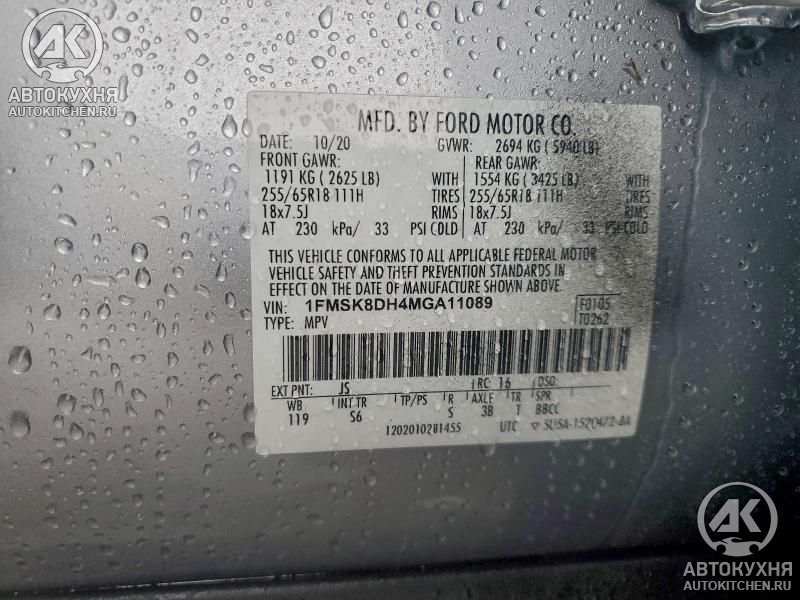 AK
АВТОКУХНЯ
AUTOKITCHEN.RU
MFD. BY FORD MOTOR CO.
DATE: 10/20 GVWR: 2694 KG ( 5940 LB)
FRONT GAWR: REAR GAWR:
1191 KG ( 2625 LB) WITH 1554 KG ( 3425 LB) WITH
255/65R18 111H TIRES 255/65R18 111H TIRES
18x7.5J RIMS 18x7.5J RIMS
AT 230 kPa/ 33 PSI COLD AT 230 kPa/ 33 PSI COLD
THIS VEHICLE CONFORMS TO ALL APPLICABLE FEDERAL MOTOR
VEHICLE SAFETY AND THEFT PREVENTION STANDARDS IN
EFFECT ON THE DATE OF MANUFACTURE SHOWN ABOVE.
VIN: 1FMSK8DH4MGA11089 F0105
TYPE: MPV T0262
EXT PNT: JS RC: 16 DSO:
WB INT TR TP/PS R AXLE TR SPR
119 S6 S 3B T BBCC
1202010281455 UTC ▽ SU5A-1520472-BA
AK
АВТОКУХНЯ
AUTOKITCHEN.RU